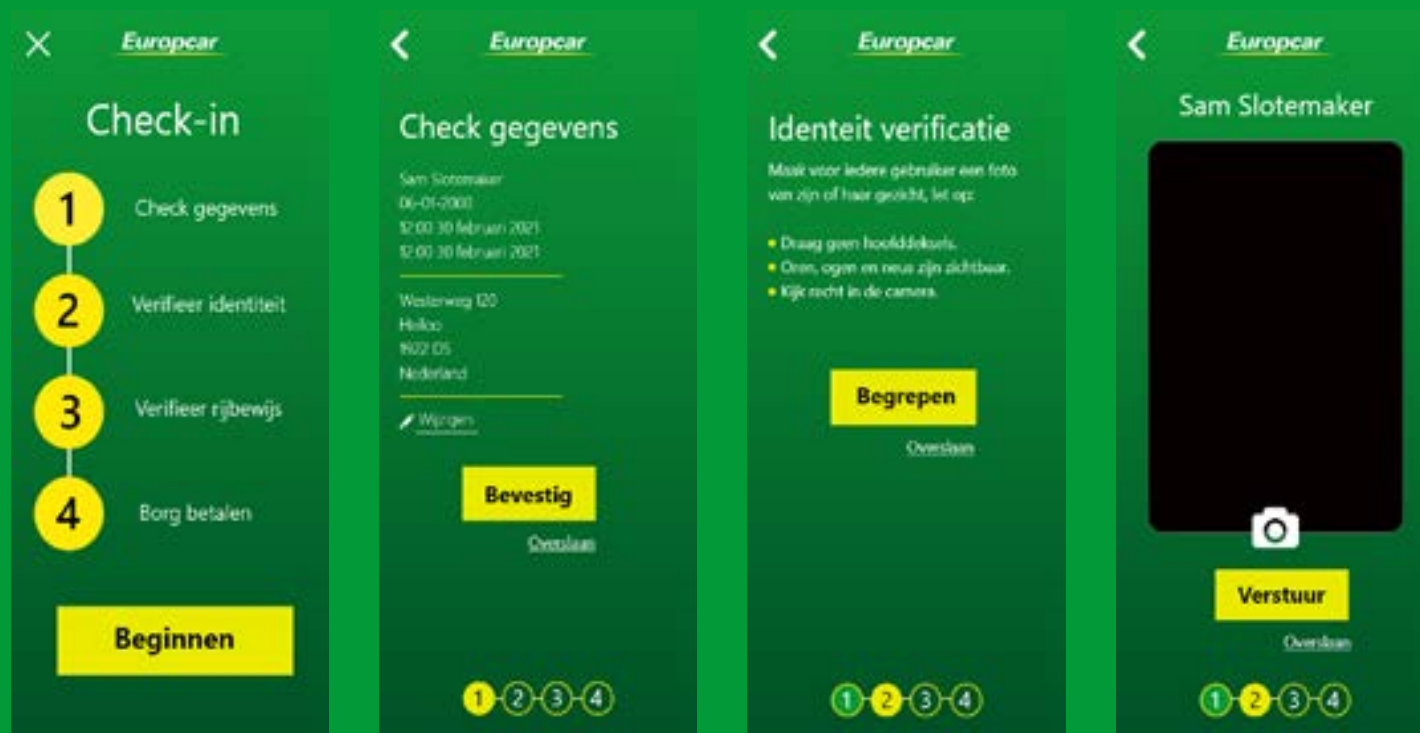 Europcar
Check-in
1 Check gegevens
2 Verifieer identiteit
3 Verifieer rijbewijs
4 Borg betalen
Beginnen
Europcar
Check gegevens
Sam Slotemaker
06-01-2000
12:00 30 februari 2021
12:00 30 februari 2021
Westerweg 120
Heiloo
1922 DS
Nederland
Wijzigen
Bevestig
Overslaan
1 2 3 4
Europcar
Identeit verificatie
Maak voor iedere gebruiker een foto
van zijn of haar gezicht, let op:
• Draag geen hoofddeksels.
• Oren, ogen en neus zijn zichtbaar.
• Kijk recht in de camera.
Begrepen
Overslaan
1 2 3 4
Europcar
Sam Slotemaker
Verstuur
Overslaan
1 2 3 4